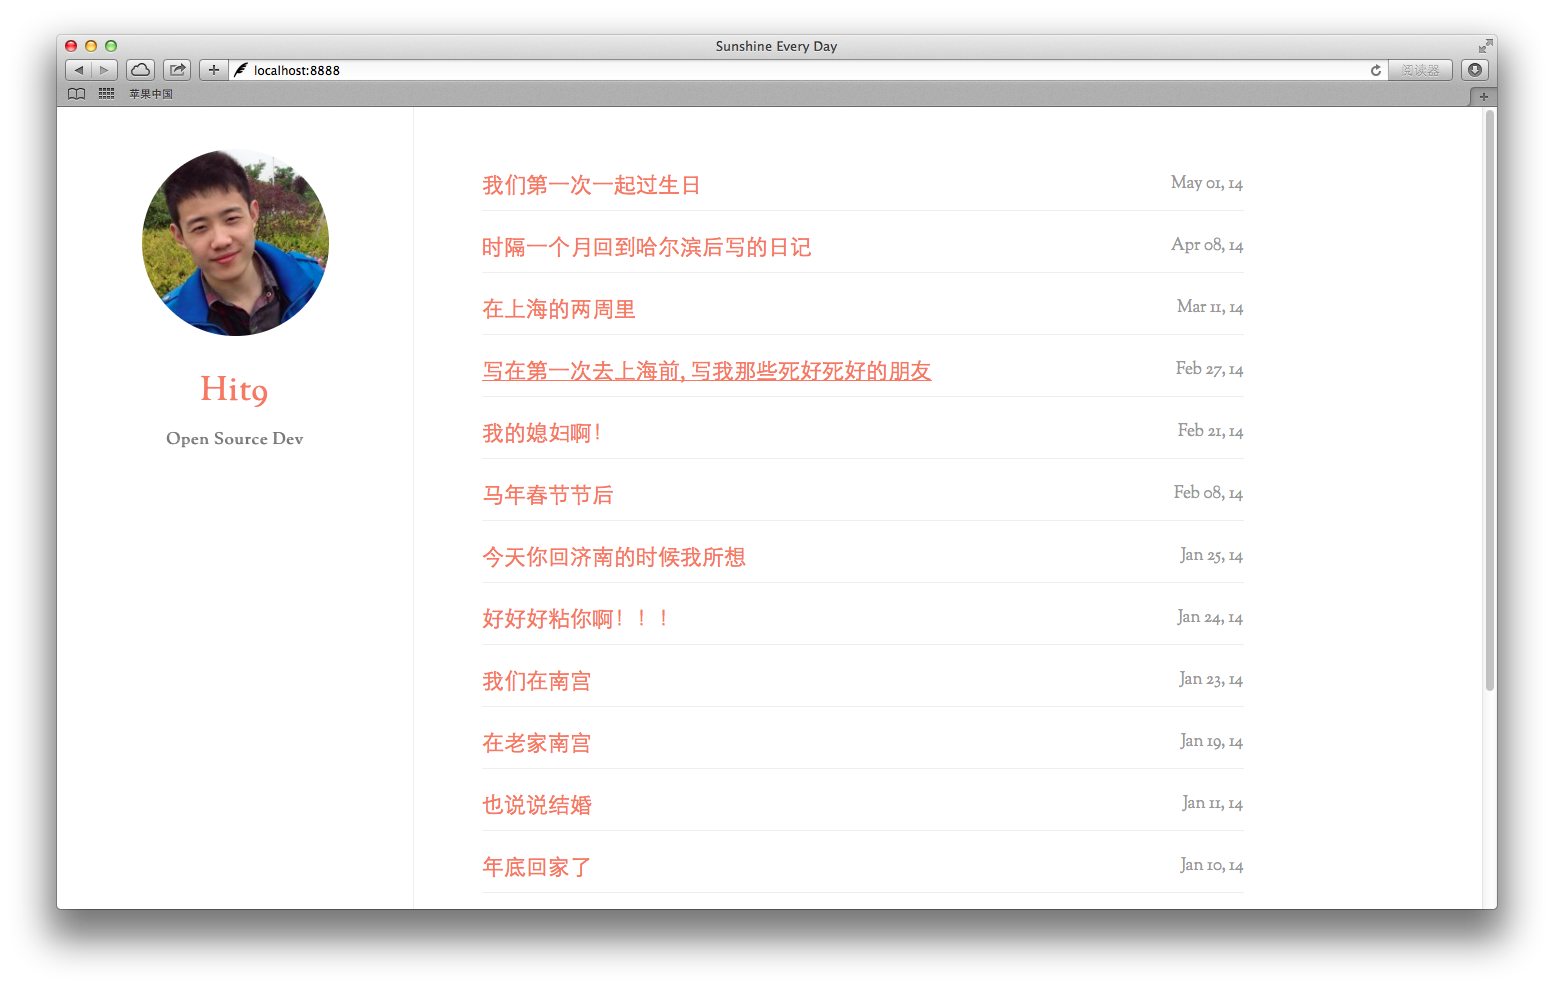 Sunshine Every Day
localhost:8888
阅读器
苹果中国
Hit9
Open Source Dev
我们第一次一起过生日 May 01, 14
时隔一个月回到哈尔滨后写的日记 Apr 08, 14
在上海的两周里 Mar 11, 14
写在第一次去上海前, 写我那些死好死好的朋友 Feb 27, 14
我的媳妇啊！ Feb 21, 14
马年春节节后 Feb 08, 14
今天你回济南的时候我所想 Jan 25, 14
好好好粘你啊！！！ Jan 24, 14
我们在南宫 Jan 23, 14
在老家南宫 Jan 19, 14
也说说结婚 Jan 11, 14
年底回家了 Jan 10, 14